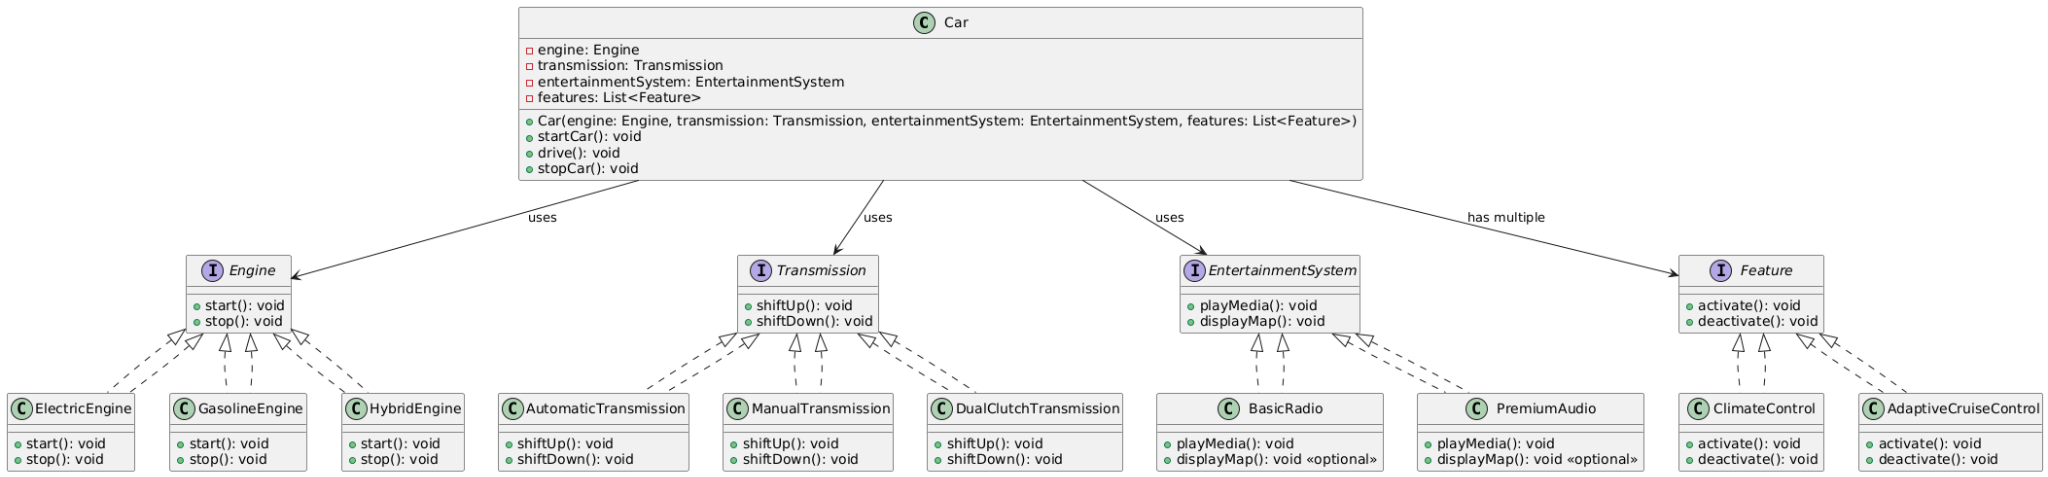 C Car
engine: Engine
transmission: Transmission
entertainmentSystem: EntertainmentSystem
features: List<Feature>
Car(engine: Engine, transmission: Transmission, entertainmentSystem: EntertainmentSystem, features: List<Feature>)
startCar(): void
drive(): void
stopCar(): void
uses
uses
uses
has multiple
I Engine
start(): void
stop(): void
I Transmission
shiftUp(): void
shiftDown(): void
I EntertainmentSystem
playMedia(): void
displayMap(): void
I Feature
activate(): void
deactivate(): void
C ElectricEngine
start(): void
stop(): void
C GasolineEngine
start(): void
stop(): void
C HybridEngine
start(): void
stop(): void
C AutomaticTransmission
shiftUp(): void
shiftDown(): void
C ManualTransmission
shiftUp(): void
shiftDown(): void
C DualClutchTransmission
shiftUp(): void
shiftDown(): void
C BasicRadio
playMedia(): void
displayMap(): void «optional»
C PremiumAudio
playMedia(): void
displayMap(): void «optional»
C ClimateControl
activate(): void
deactivate(): void
C AdaptiveCruiseControl
activate(): void
deactivate(): void